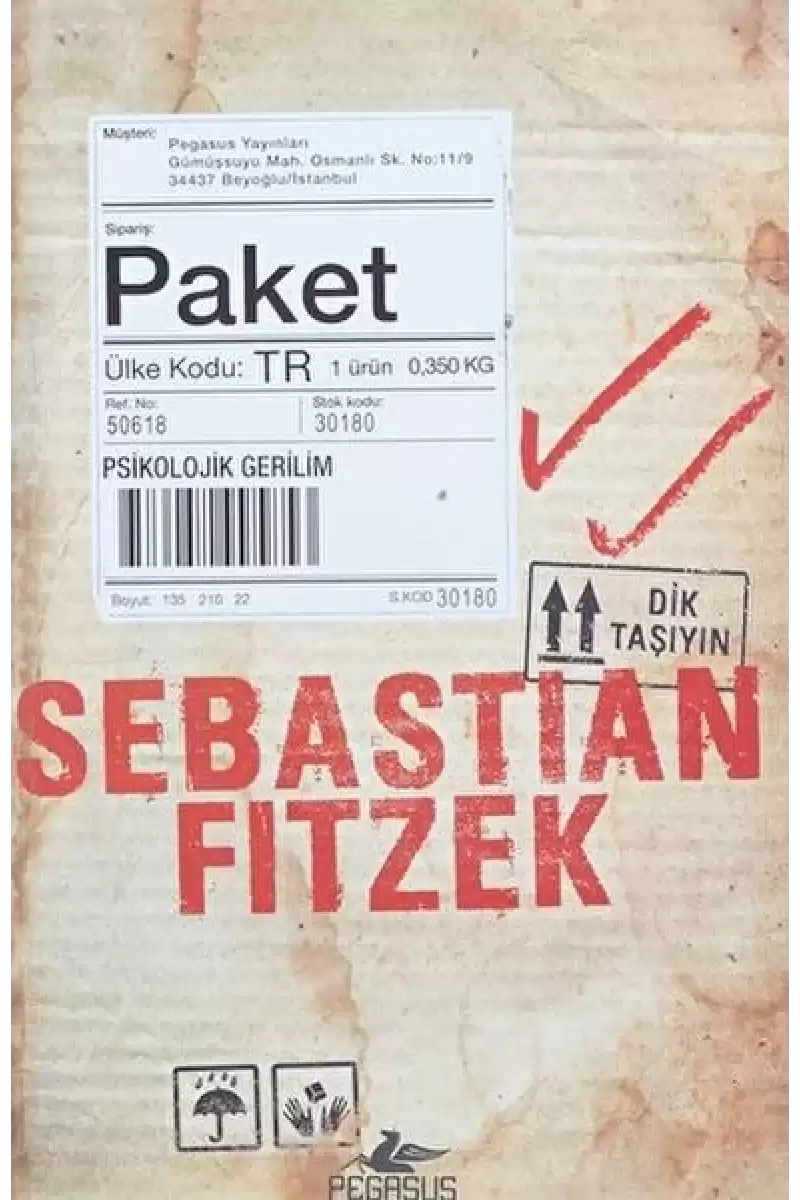 Müşteri:
Pegasus Yayınları
Gümüşsuyu Mah. Osmanlı Sk. No:11/9
34437 Beyoğlu/İstanbul
Sipariş:
Paket
Ülke Kodu: TR 1 ürün 0,350 KG
Ref. No: Stok kodu:
50618 30180
PSİKOLOJİK GERİLİM
Boyut: 135 210 22 S.KOD 30180
DİK
TAŞIYIN
SEBASTIAN
FITZEK
PEGASUS